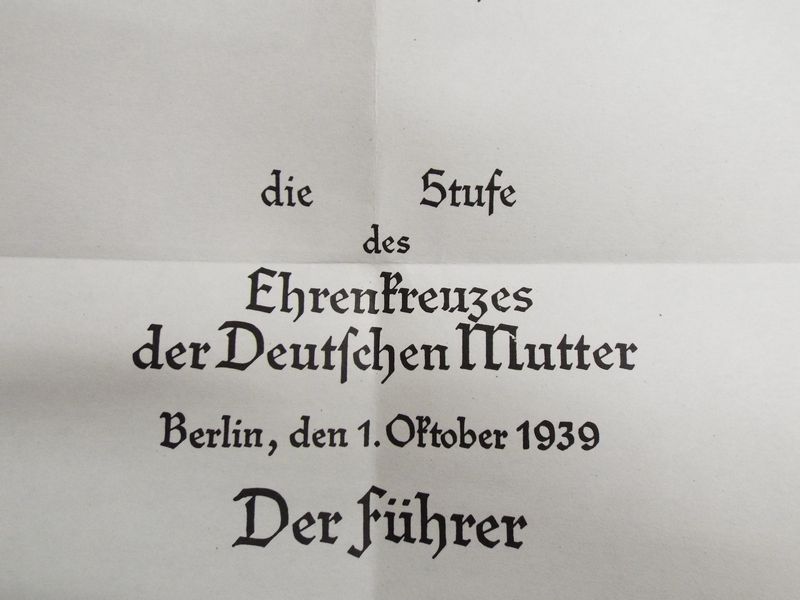 die Stufe
des
Ehrenkreuzes
der Deutſchen Mutter
Berlin, den 1. Oktober 1939
Der Führer